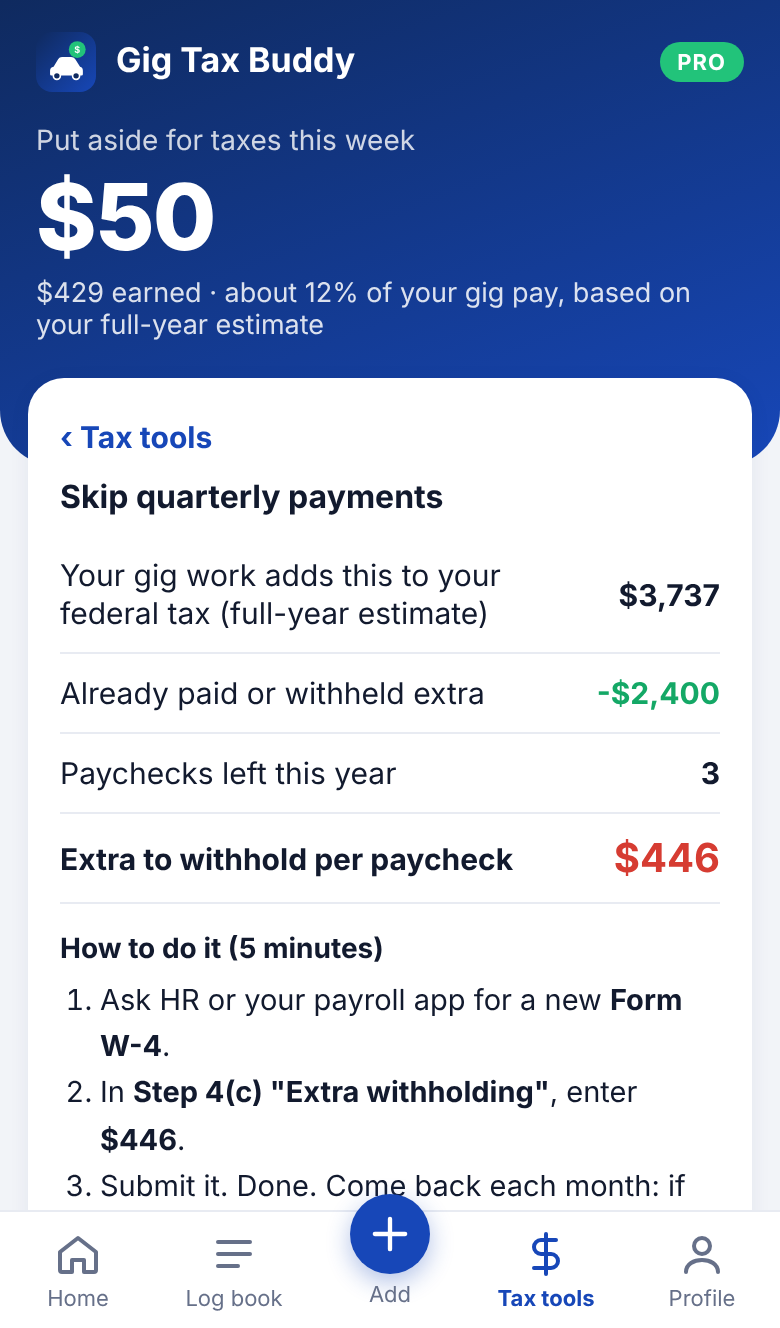 $
Gig Tax Buddy
PRO
Put aside for taxes this week
$50
$429 earned · about 12% of your gig pay, based on
your full-year estimate
‹ Tax tools
Skip quarterly payments
Your gig work adds this to your
federal tax (full-year estimate)
$3,737
Already paid or withheld extra
-$2,400
Paychecks left this year
3
Extra to withhold per paycheck
$446
How to do it (5 minutes)
1. Ask HR or your payroll app for a new Form
W-4.
2. In Step 4(c) "Extra withholding", enter
$446.
3. Submit it. Done. Come back each month: if
Home
Log book
Add
Tax tools
Profile